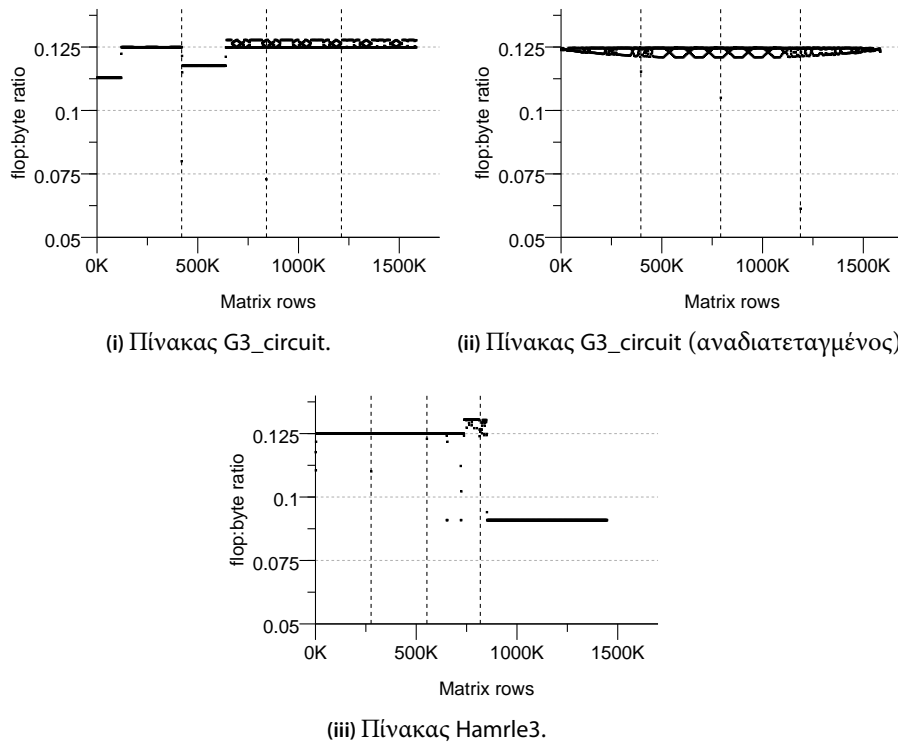 flop:byte ratio
0.125
0.1
0.075
0.05
0K
500K
1000K
1500K
Matrix rows
(i) Πίνακας G3_circuit.
flop:byte ratio
0.125
0.1
0.075
0.05
0K
500K
1000K
1500K
Matrix rows
(ii) Πίνακας G3_circuit (αναδιατεταγμένος)
flop:byte ratio
0.125
0.1
0.075
0.05
0K
500K
1000K
1500K
Matrix rows
(iii) Πίνακας Hamrle3.